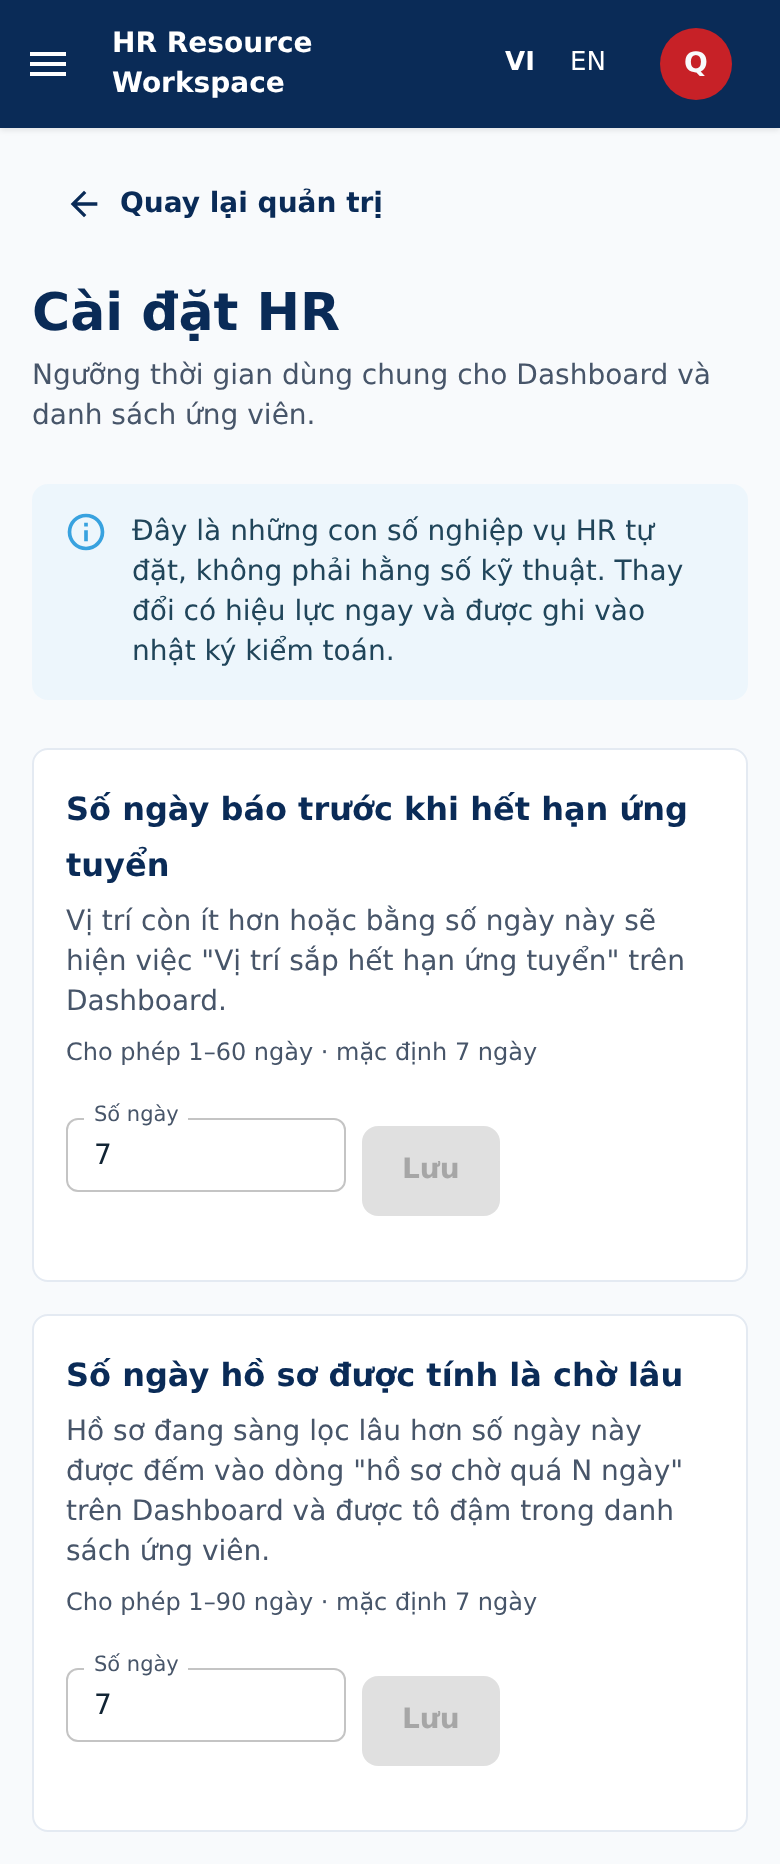 HR Resource
Workspace
VI EN Q
Quay lại quản trị
Cài đặt HR
Ngưỡng thời gian dùng chung cho Dashboard và
danh sách ứng viên.
Đây là những con số nghiệp vụ HR tự
đặt, không phải hằng số kỹ thuật. Thay
đổi có hiệu lực ngay và được ghi vào
nhật ký kiểm toán.
Số ngày báo trước khi hết hạn ứng
tuyển
Vị trí còn ít hơn hoặc bằng số ngày này sẽ
hiện việc "Vị trí sắp hết hạn ứng tuyển" trên
Dashboard.
Cho phép 1–60 ngày · mặc định 7 ngày
Số ngày
7
Lưu
Số ngày hồ sơ được tính là chờ lâu
Hồ sơ đang sàng lọc lâu hơn số ngày này
được đếm vào dòng "hồ sơ chờ quá N ngày"
trên Dashboard và được tô đậm trong danh
sách ứng viên.
Cho phép 1–90 ngày · mặc định 7 ngày
Số ngày
7
Lưu